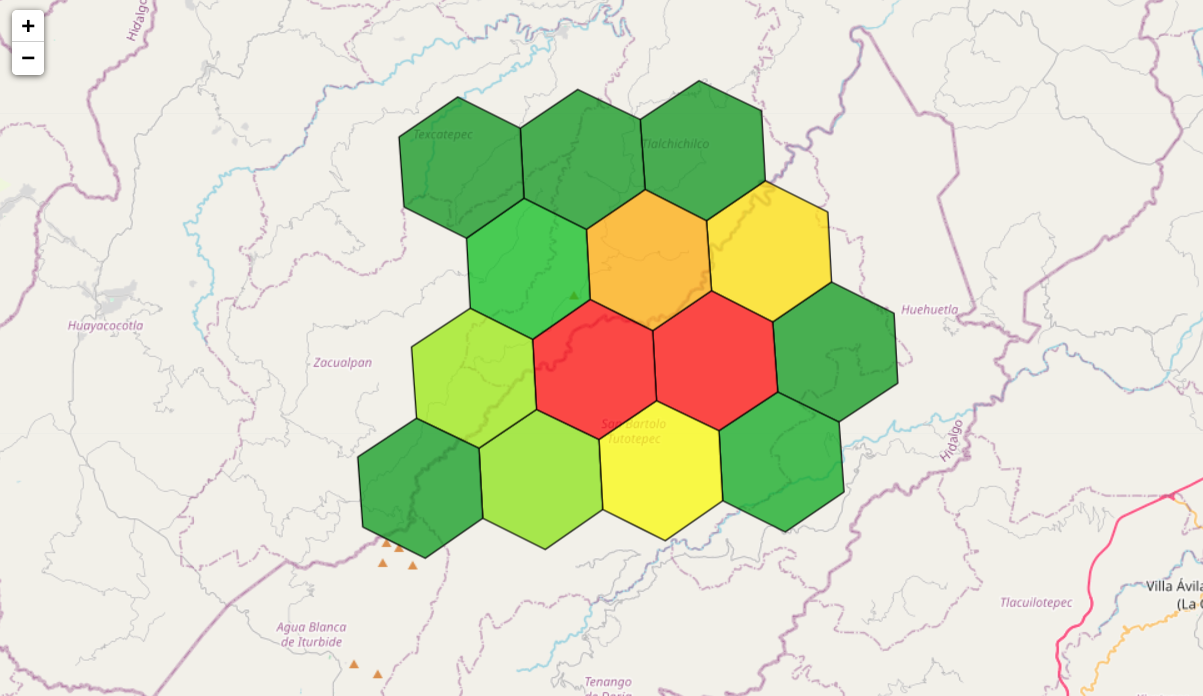 +
−
Hidalgo
Texcatepec
Tlalchichilco
Huehuetla
Huayacocotla
Zacualpan
San Bartolo
Tutotepec
Hidalgo
Villa Ávila
(La
Tlacuilotepec
Agua Blanca
de Iturbide
Tenango
de Doria